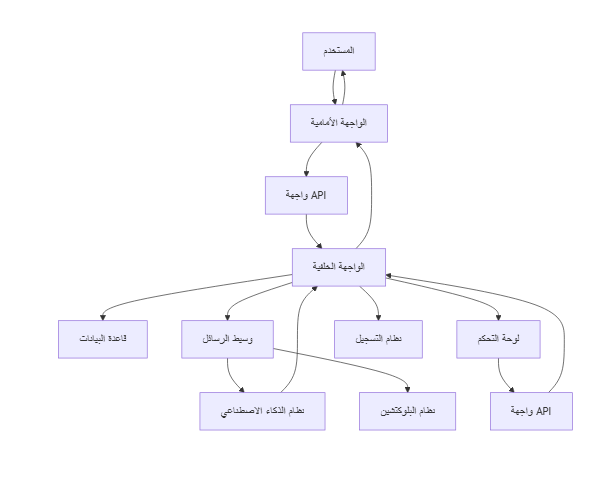 المستخدم
الواجهة الأمامية
واجهة API
الواجهة الخلفية
قاعدة البيانات
وسيط الرسائل
نظام التسجيل
لوحة التحكم
نظام الذكاء الاصطناعي
نظام البلوكتشين
واجهة API